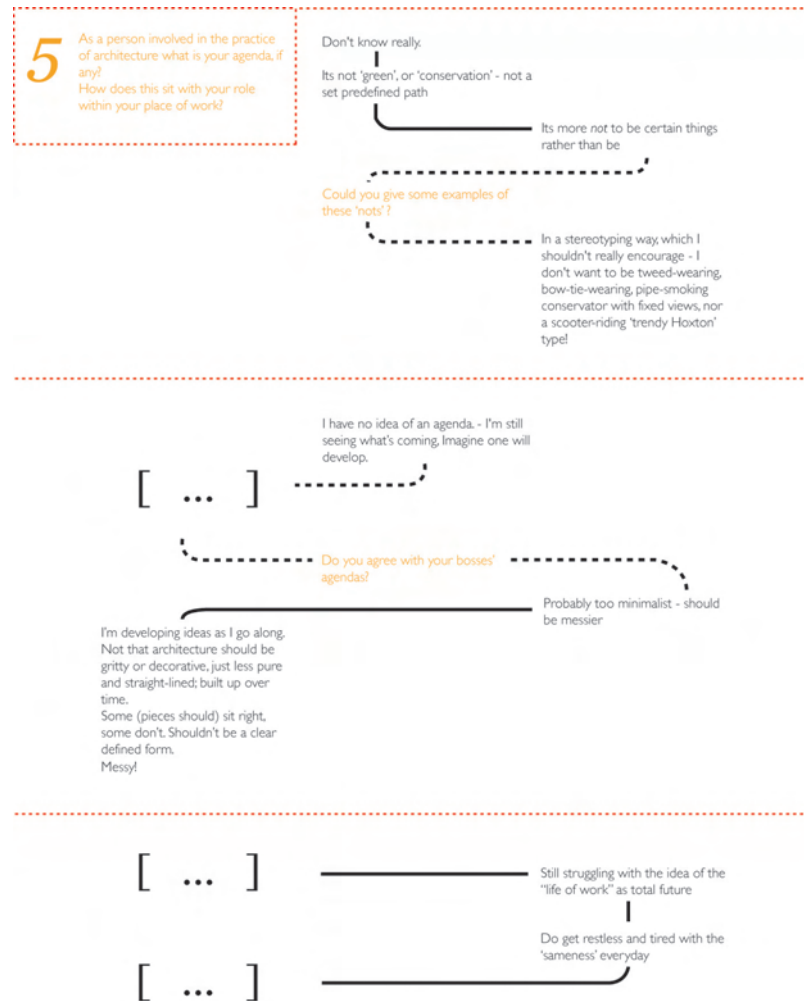 5
As a person involved in the practice
of architecture what is your agenda, if
any?
How does this sit with your role
within your place of work?
Don't know really.
Its not 'green', or 'conservation' - not a
set predefined path
Its more not to be certain things
rather than be
Could you give some examples of
these 'nots'?
In a stereotyping way, which I
shouldn't really encourage - I
don't want to be tweed-wearing,
bow-tie-wearing, pipe-smoking
conservator with fixed views, nor
a scooter-riding 'trendy Hoxton'
type!
I have no idea of an agenda. - I'm still
seeing what's coming, Imagine one will
develop.
[ ... ]
Do you agree with your bosses'
agendas?
Probably too minimalist - should
be messier
I'm developing ideas as I go along.
Not that architecture should be
gritty or decorative, just less pure
and straight-lined; built up over
time.
Some (pieces should) sit right,
some don't. Shouldn't be a clear
defined form.
Messy!
[ ... ]
Still struggling with the idea of the
"life of work" as total future
Do get restless and tired with the
'sameness' everyday
[ ... ]